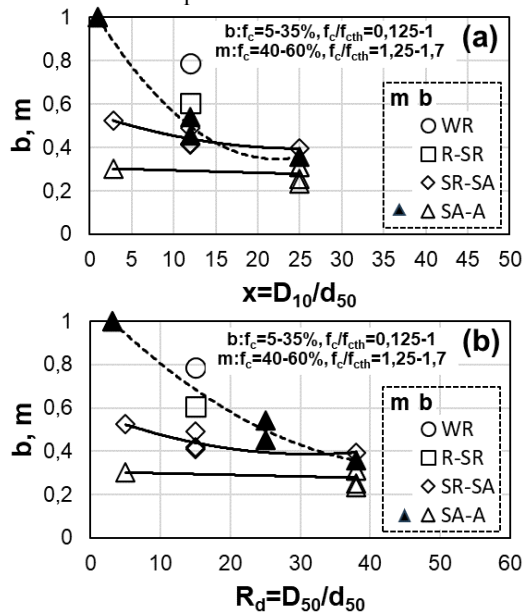 b:fc=5-35%, fc/fcth=0,125-1
(a)
m:fc=40-60%, fc/fcth=1,25-1,7
1
0,8
0,6
0,4
0,2
0
b, m
m b
WR
R-SR
SR-SA
SA-A
0 5 10 15 20 25 30 35 40 45 50
x=D10/d50
b:fc=5-35%, fc/fcth=0,125-1
(b)
m:fc=40-60%, fc/fcth=1,25-1,7
1
0,8
0,6
0,4
0,2
0
b, m
m b
WR
R-SR
SR-SA
SA-A
0 10 20 30 40 50 60
Rd=D50/d50